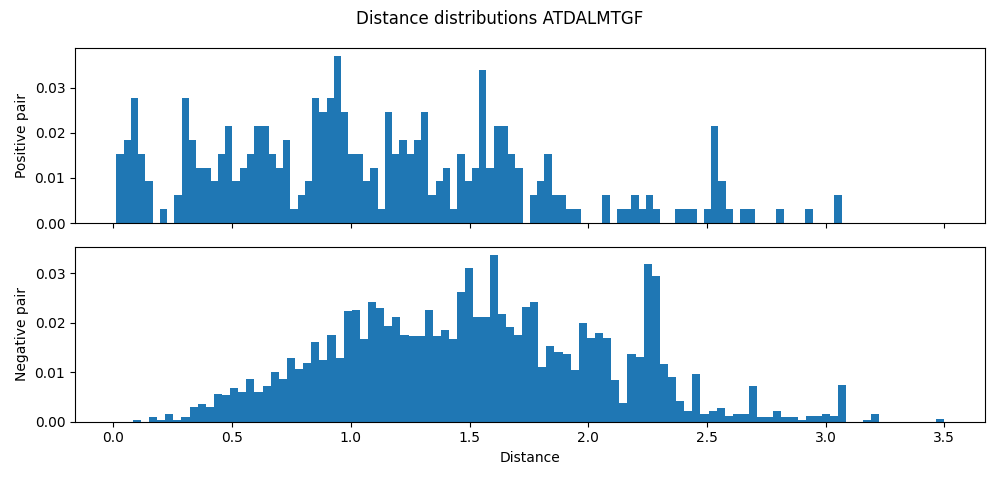 Distance distributions ATDALMTGF
Positive pair
0.03
0.02
0.01
0.00
Negative pair
0.03
0.02
0.01
0.00
0.0 0.5 1.0 1.5 2.0 2.5 3.0 3.5
Distance